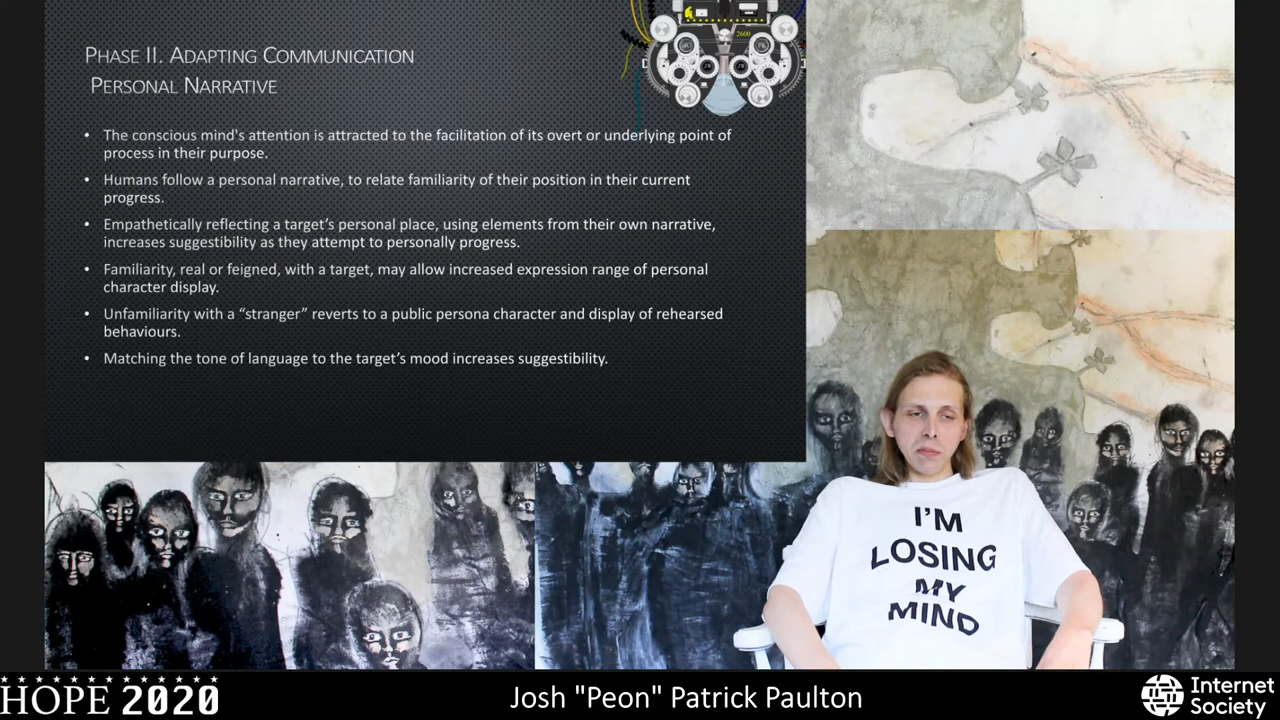 PHASE II. ADAPTING COMMUNICATION
PERSONAL NARRATIVE
2600
• The conscious mind's attention is attracted to the facilitation of its overt or underlying point of
process in their purpose.
• Humans follow a personal narrative, to relate familiarity of their position in their current
progress.
• Empathetically reflecting a target's personal place, using elements from their own narrative,
increases suggestibility as they attempt to personally progress.
• Familiarity, real or feigned, with a target, may allow increased expression range of personal
character display.
• Unfamiliarity with a “stranger” reverts to a public persona character and display of rehearsed
behaviours.
• Matching the tone of language to the target's mood increases suggestibility.
I'M
LOSING
MY
MIND
HOPE 2020
Josh "Peon" Patrick Paulton
Internet
Society